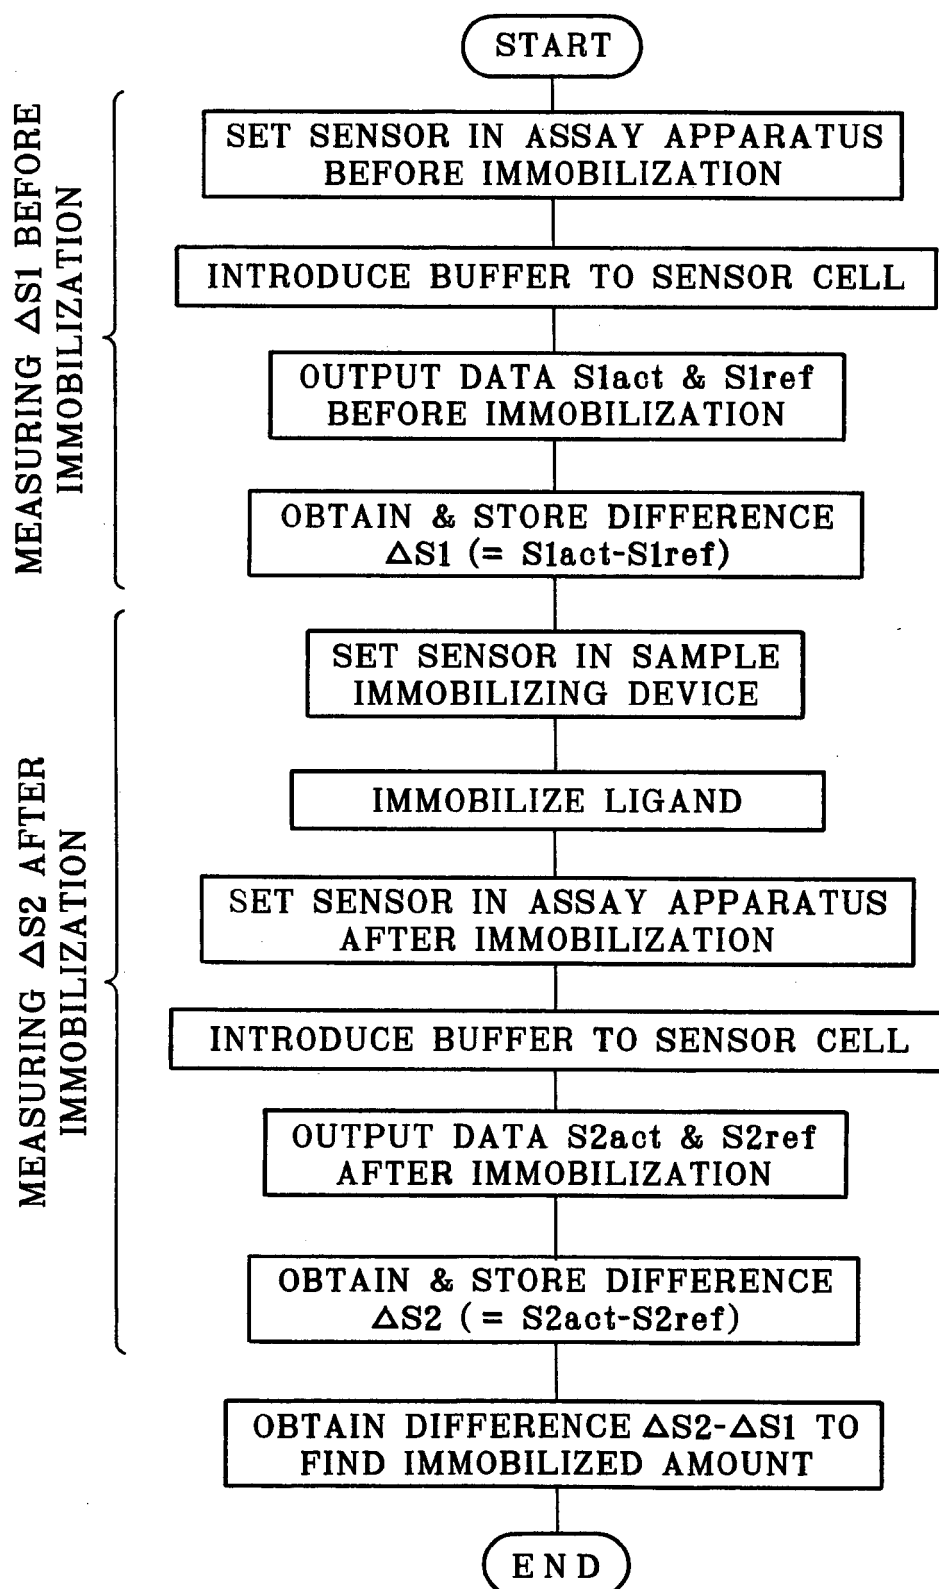 START
MEASURING ΔS1 BEFORE
IMMOBILIZATION
SET SENSOR IN ASSAY APPARATUS
BEFORE IMMOBILIZATION
INTRODUCE BUFFER TO SENSOR CELL
OUTPUT DATA S1act & S1ref
BEFORE IMMOBILIZATION
OBTAIN & STORE DIFFERENCE
ΔS1 (= S1act-S1ref)
MEASURING ΔS2 AFTER
IMMOBILIZATION
SET SENSOR IN SAMPLE
IMMOBILIZING DEVICE
IMMOBILIZE LIGAND
SET SENSOR IN ASSAY APPARATUS
AFTER IMMOBILIZATION
INTRODUCE BUFFER TO SENSOR CELL
OUTPUT DATA S2act & S2ref
AFTER IMMOBILIZATION
OBTAIN & STORE DIFFERENCE
ΔS2 (= S2act-S2ref)
OBTAIN DIFFERENCE ΔS2-ΔS1 TO
FIND IMMOBILIZED AMOUNT
END